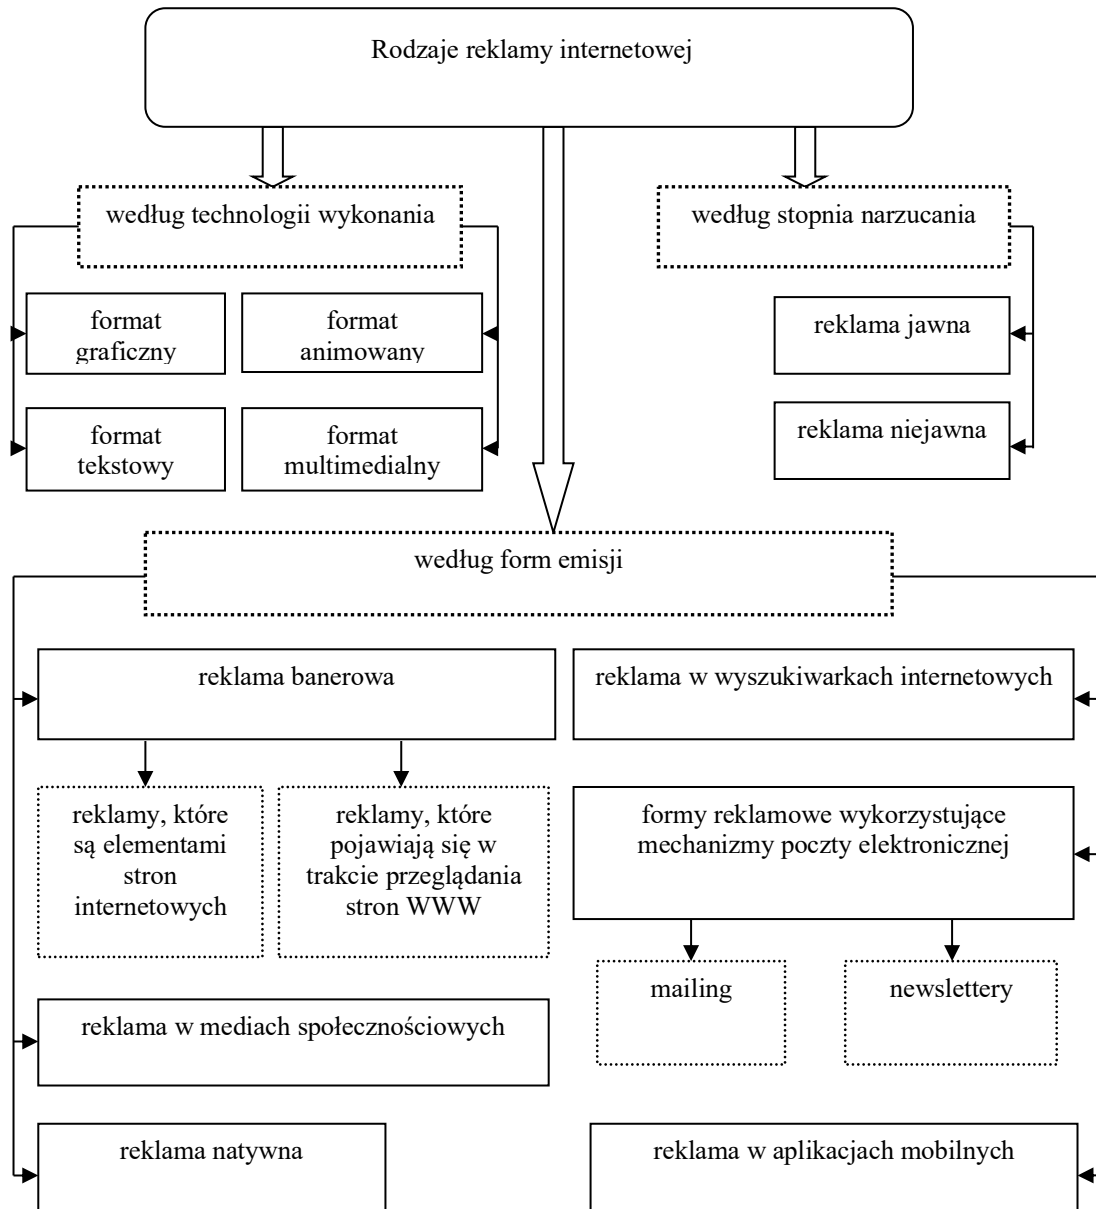 Rodzaje reklamy internetowej
według technologii wykonania
według stopnia narzucania
format
graficzny
format
animowany
reklama jawna
format
tekstowy
format
multimedialny
reklama niejawna
według form emisji
reklama banerowa
reklama w wyszukiwarkach internetowych
reklamy, które
są elementami
stron
internetowych
reklamy, które
pojawiają się w
trakcie przeglądania
stron WWW
formy reklamowe wykorzystujące
mechanizmy poczty elektronicznej
mailing
newslettery
reklama w mediach społecznościowych
reklama natywna
reklama w aplikacjach mobilnych